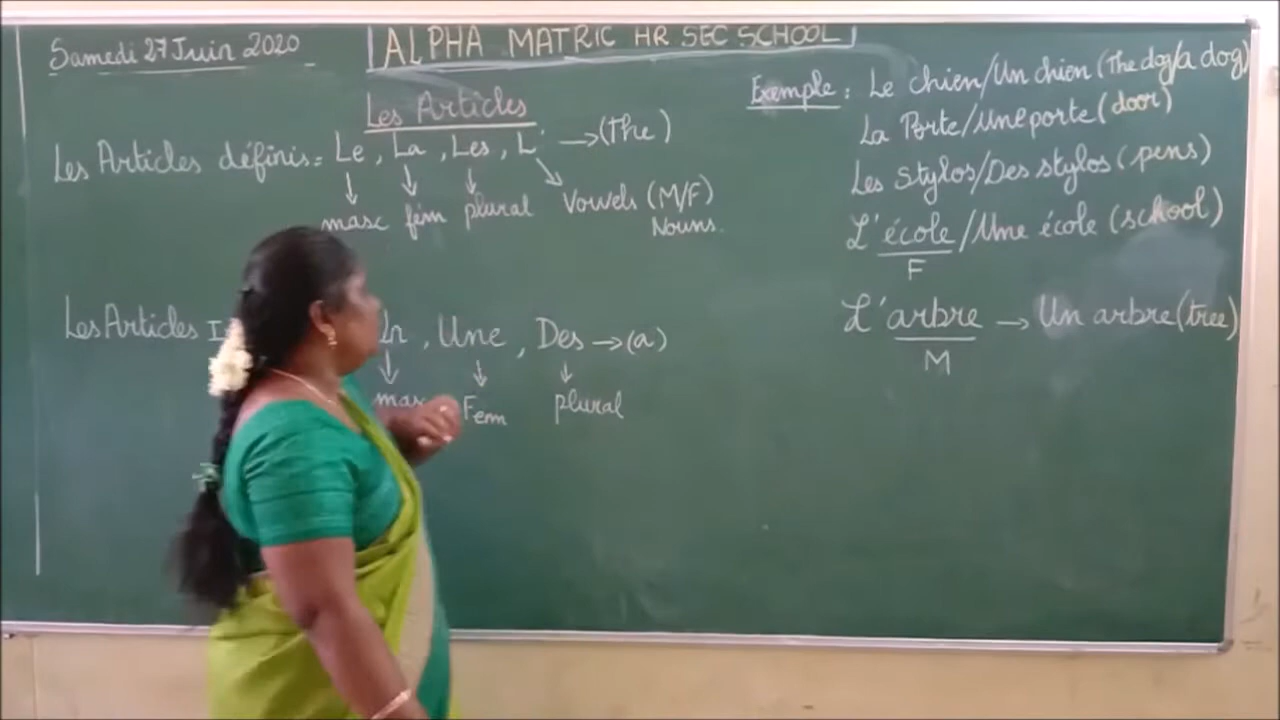 Samedi 27 Juin 2020
ALPHA MATRIC HR SEC SCHOOL
Les Articles
Les Articles définis = Le, La, Les, L' → (The)
masc fém plural Vowels (M/F)
Nouns.
Les Articles Une, Des → (a)
Fem plural
Exemple : Le chien/Un chien (The dog/a dog)
La Porte/Une porte (door)
Les Stylos/Des stylos (pens)
L'école/Une école (school)
F
L'arbre → Un arbre (tree)
M